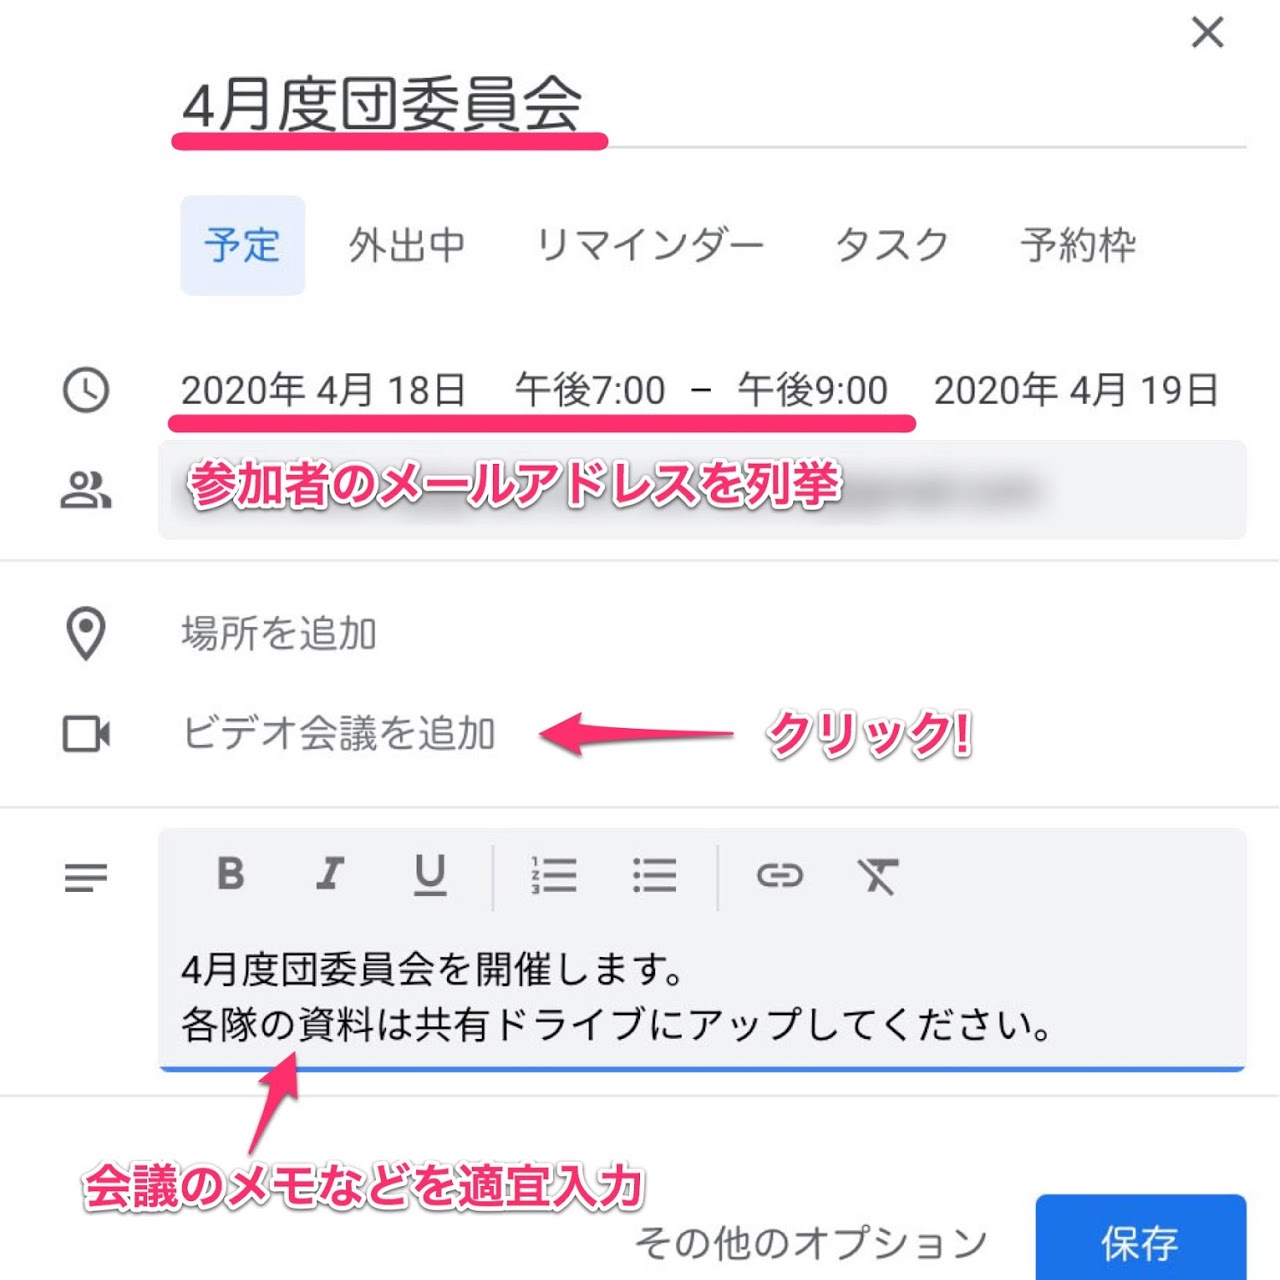 4月度団委員会
予定 外出中 リマインダー タスク 予約枠
2020年 4月 18日 午後7:00 – 午後9:00 2020年 4月 19日
参加者のメールアドレスを列挙
場所を追加
ビデオ会議を追加 クリック!
B I U
4月度団委員会を開催します。
各隊の資料は共有ドライブにアップしてください。
会議のメモなどを適宜入力
その他のオプション 保存